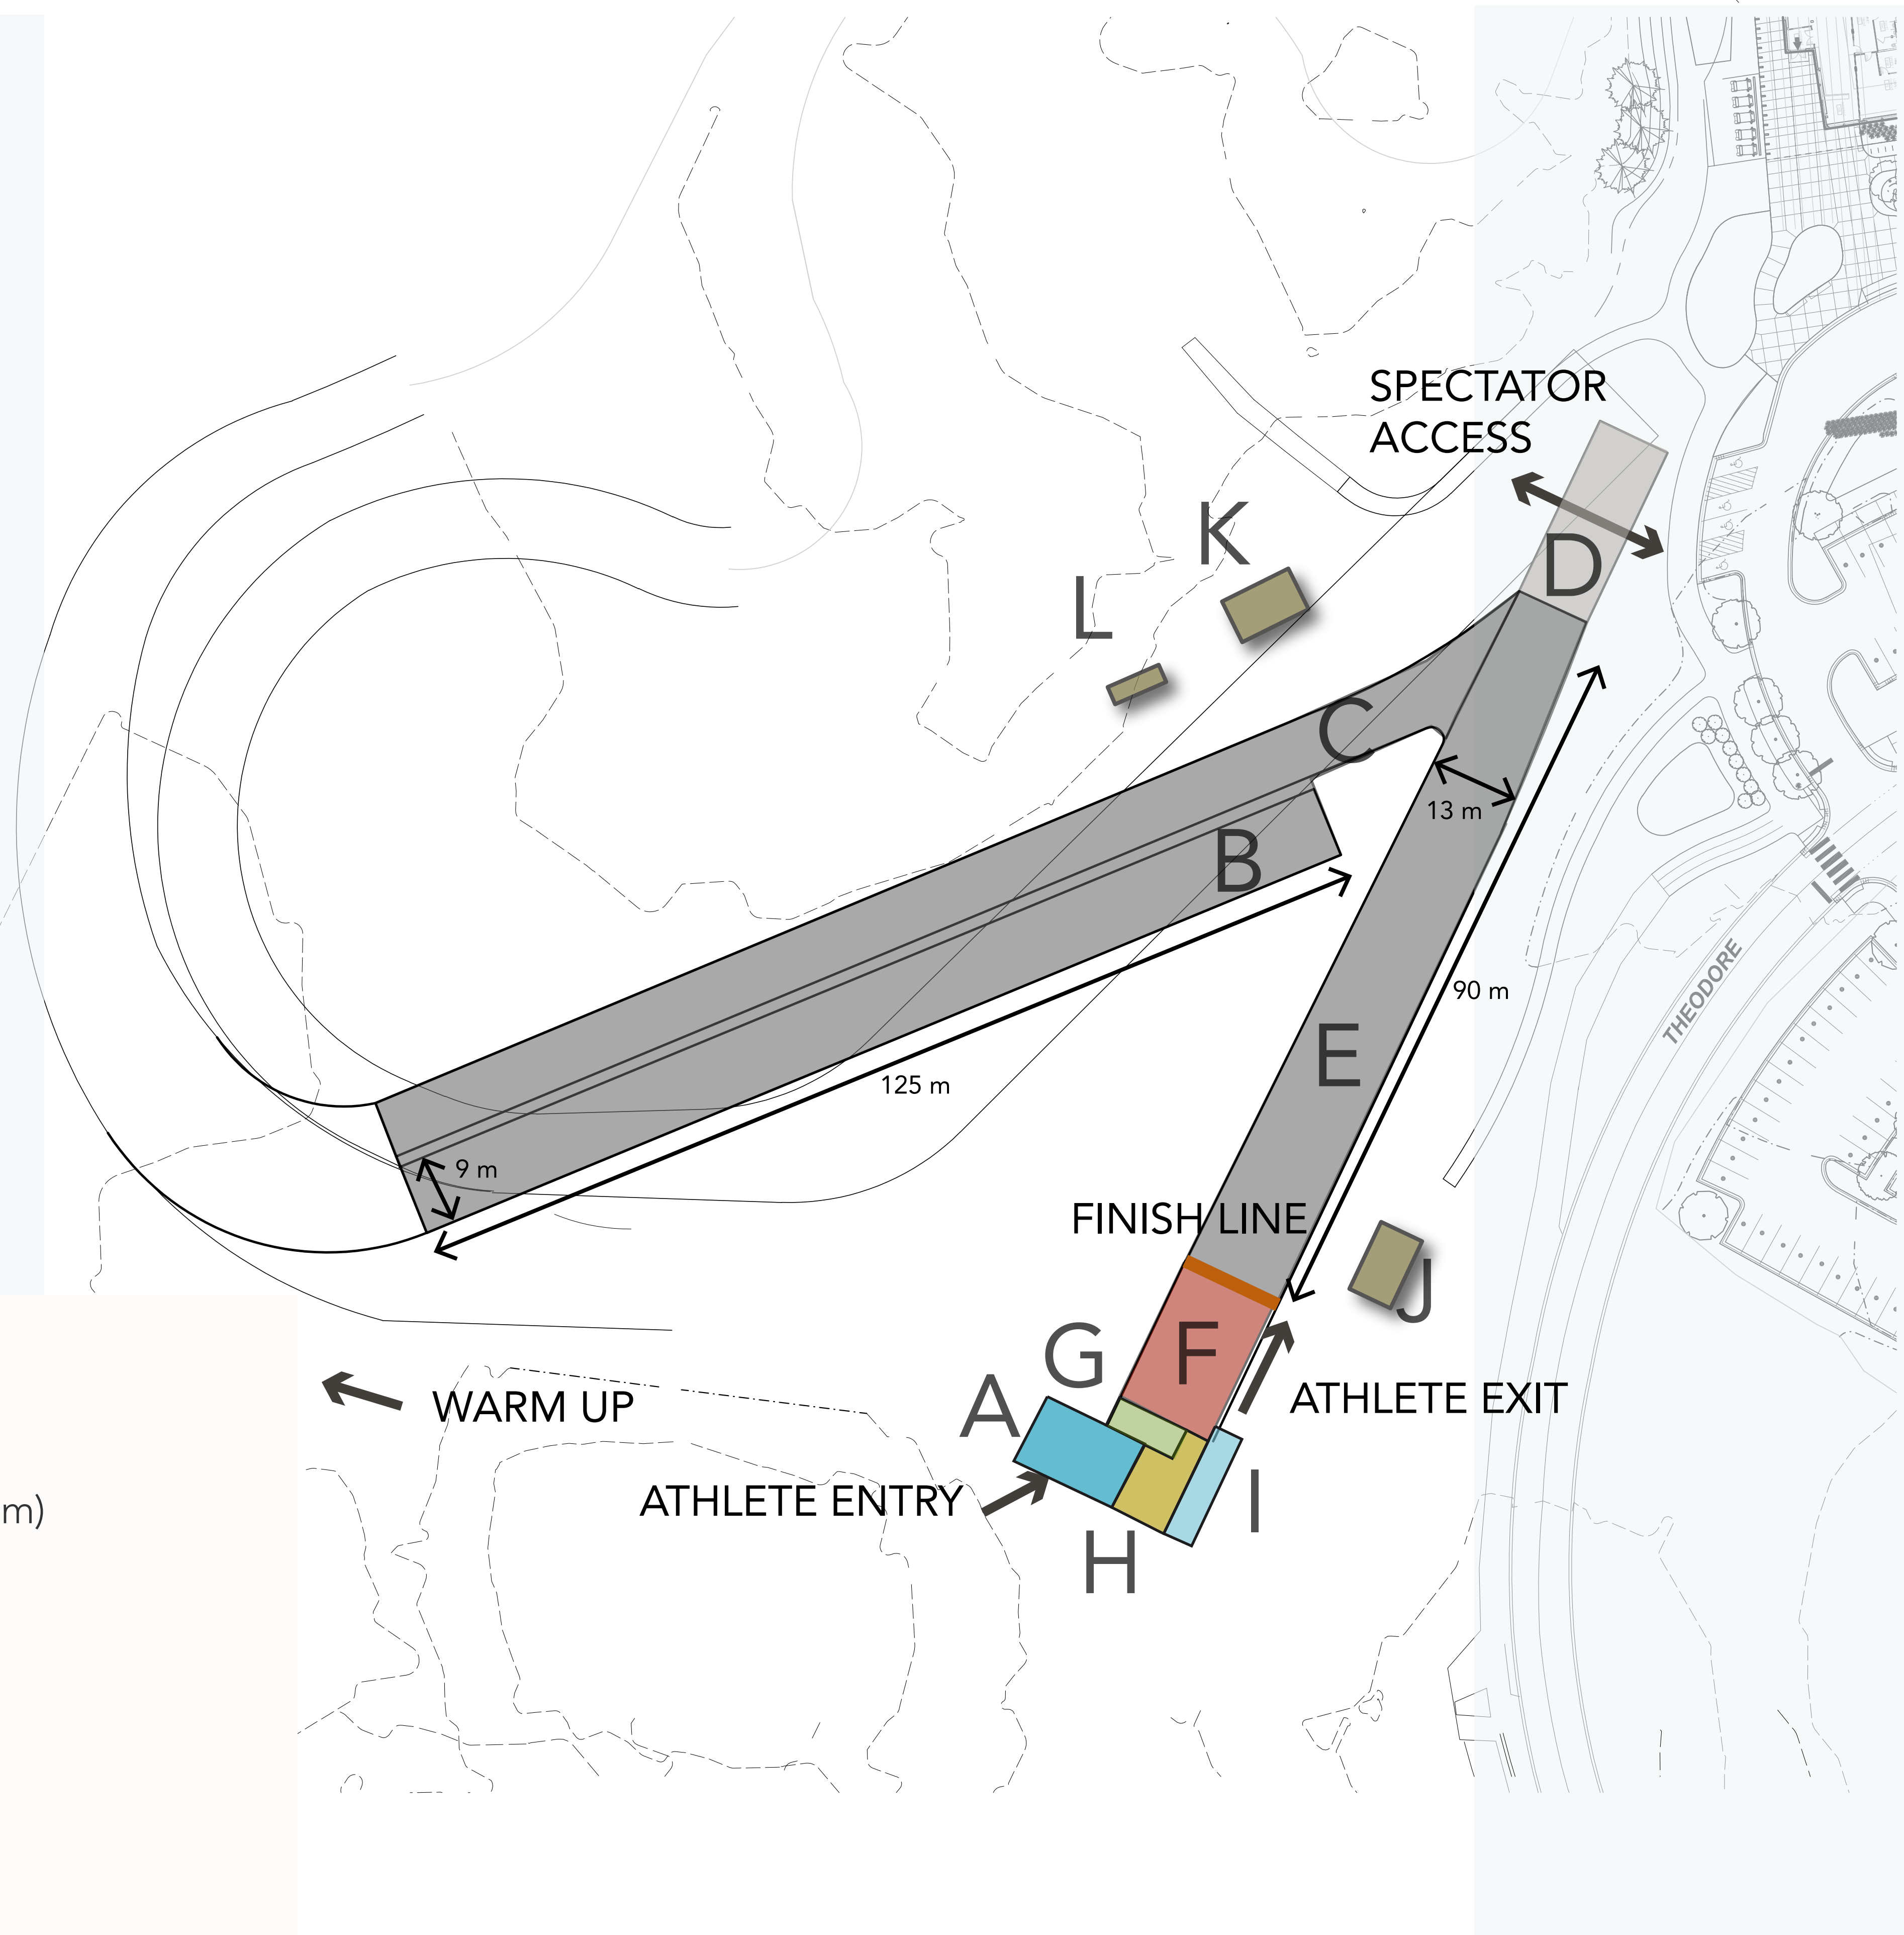 SPECTATOR
ACCESS
K
D
L
C
13 m
B
THEODORE
90 m
E
125 m
9 m
FINISH LINE
J
G
F
A
WARM UP
ATHLETE EXIT
ATHLETE ENTRY
I
m)
H